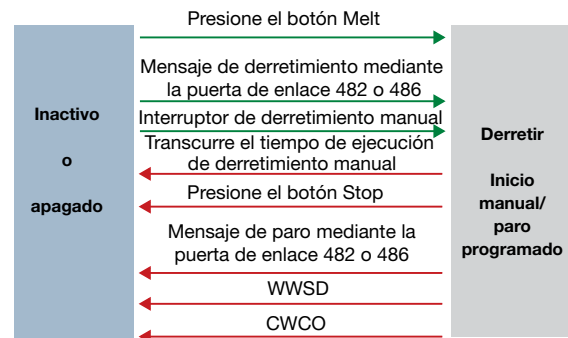 Presione el botón Melt
Mensaje de derretimiento mediante
la puerta de enlace 482 o 486
Interruptor de derretimiento manual
Transcurre el tiempo de ejecución
de derretimiento manual
Presione el botón Stop
Mensaje de paro mediante la
puerta de enlace 482 o 486
WWSD
CWCO
Inactivo
o
apagado
Derretir
Inicio
manual/
paro
programado